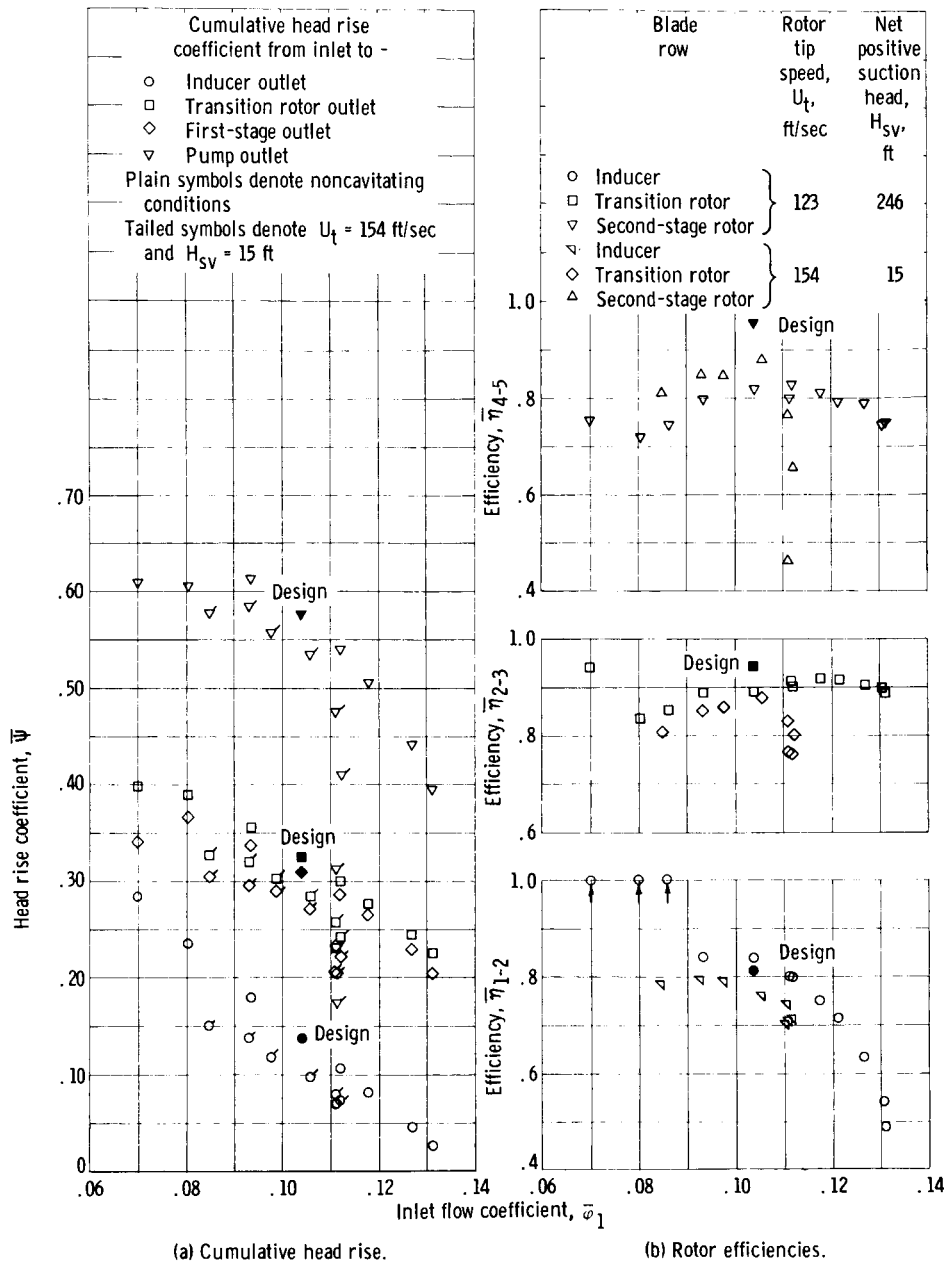 Cumulative head rise
coefficient from inlet to -
Inducer outlet
Transition rotor outlet
First-stage outlet
Pump outlet
Plain symbols denote noncavitating
conditions
Tailed symbols denote U_t = 154 ft/sec
and H_sv = 15 ft
.70
.60
.50
.40
.30
.20
.10
0
Design
Design
Design
Head rise coefficient, Ψ̅
.06
.08
.10
.12
.14
(a) Cumulative head rise.
Blade
row
Rotor
tip
speed,
U_t,
ft/sec
Net
positive
suction
head,
H_sv,
ft
Inducer
Transition rotor 123 246
Second-stage rotor
Inducer
Transition rotor 154 15
Second-stage rotor
1.0
.8
.6
.4
Design
Efficiency, η̅4-5
1.0
.8
.6
Design
Efficiency, η̅2-3
1.0
.8
.6
.4
Design
Efficiency, η̅1-2
.06
.08
.10
.12
.14
Inlet flow coefficient, φ̅1
(b) Rotor efficiencies.